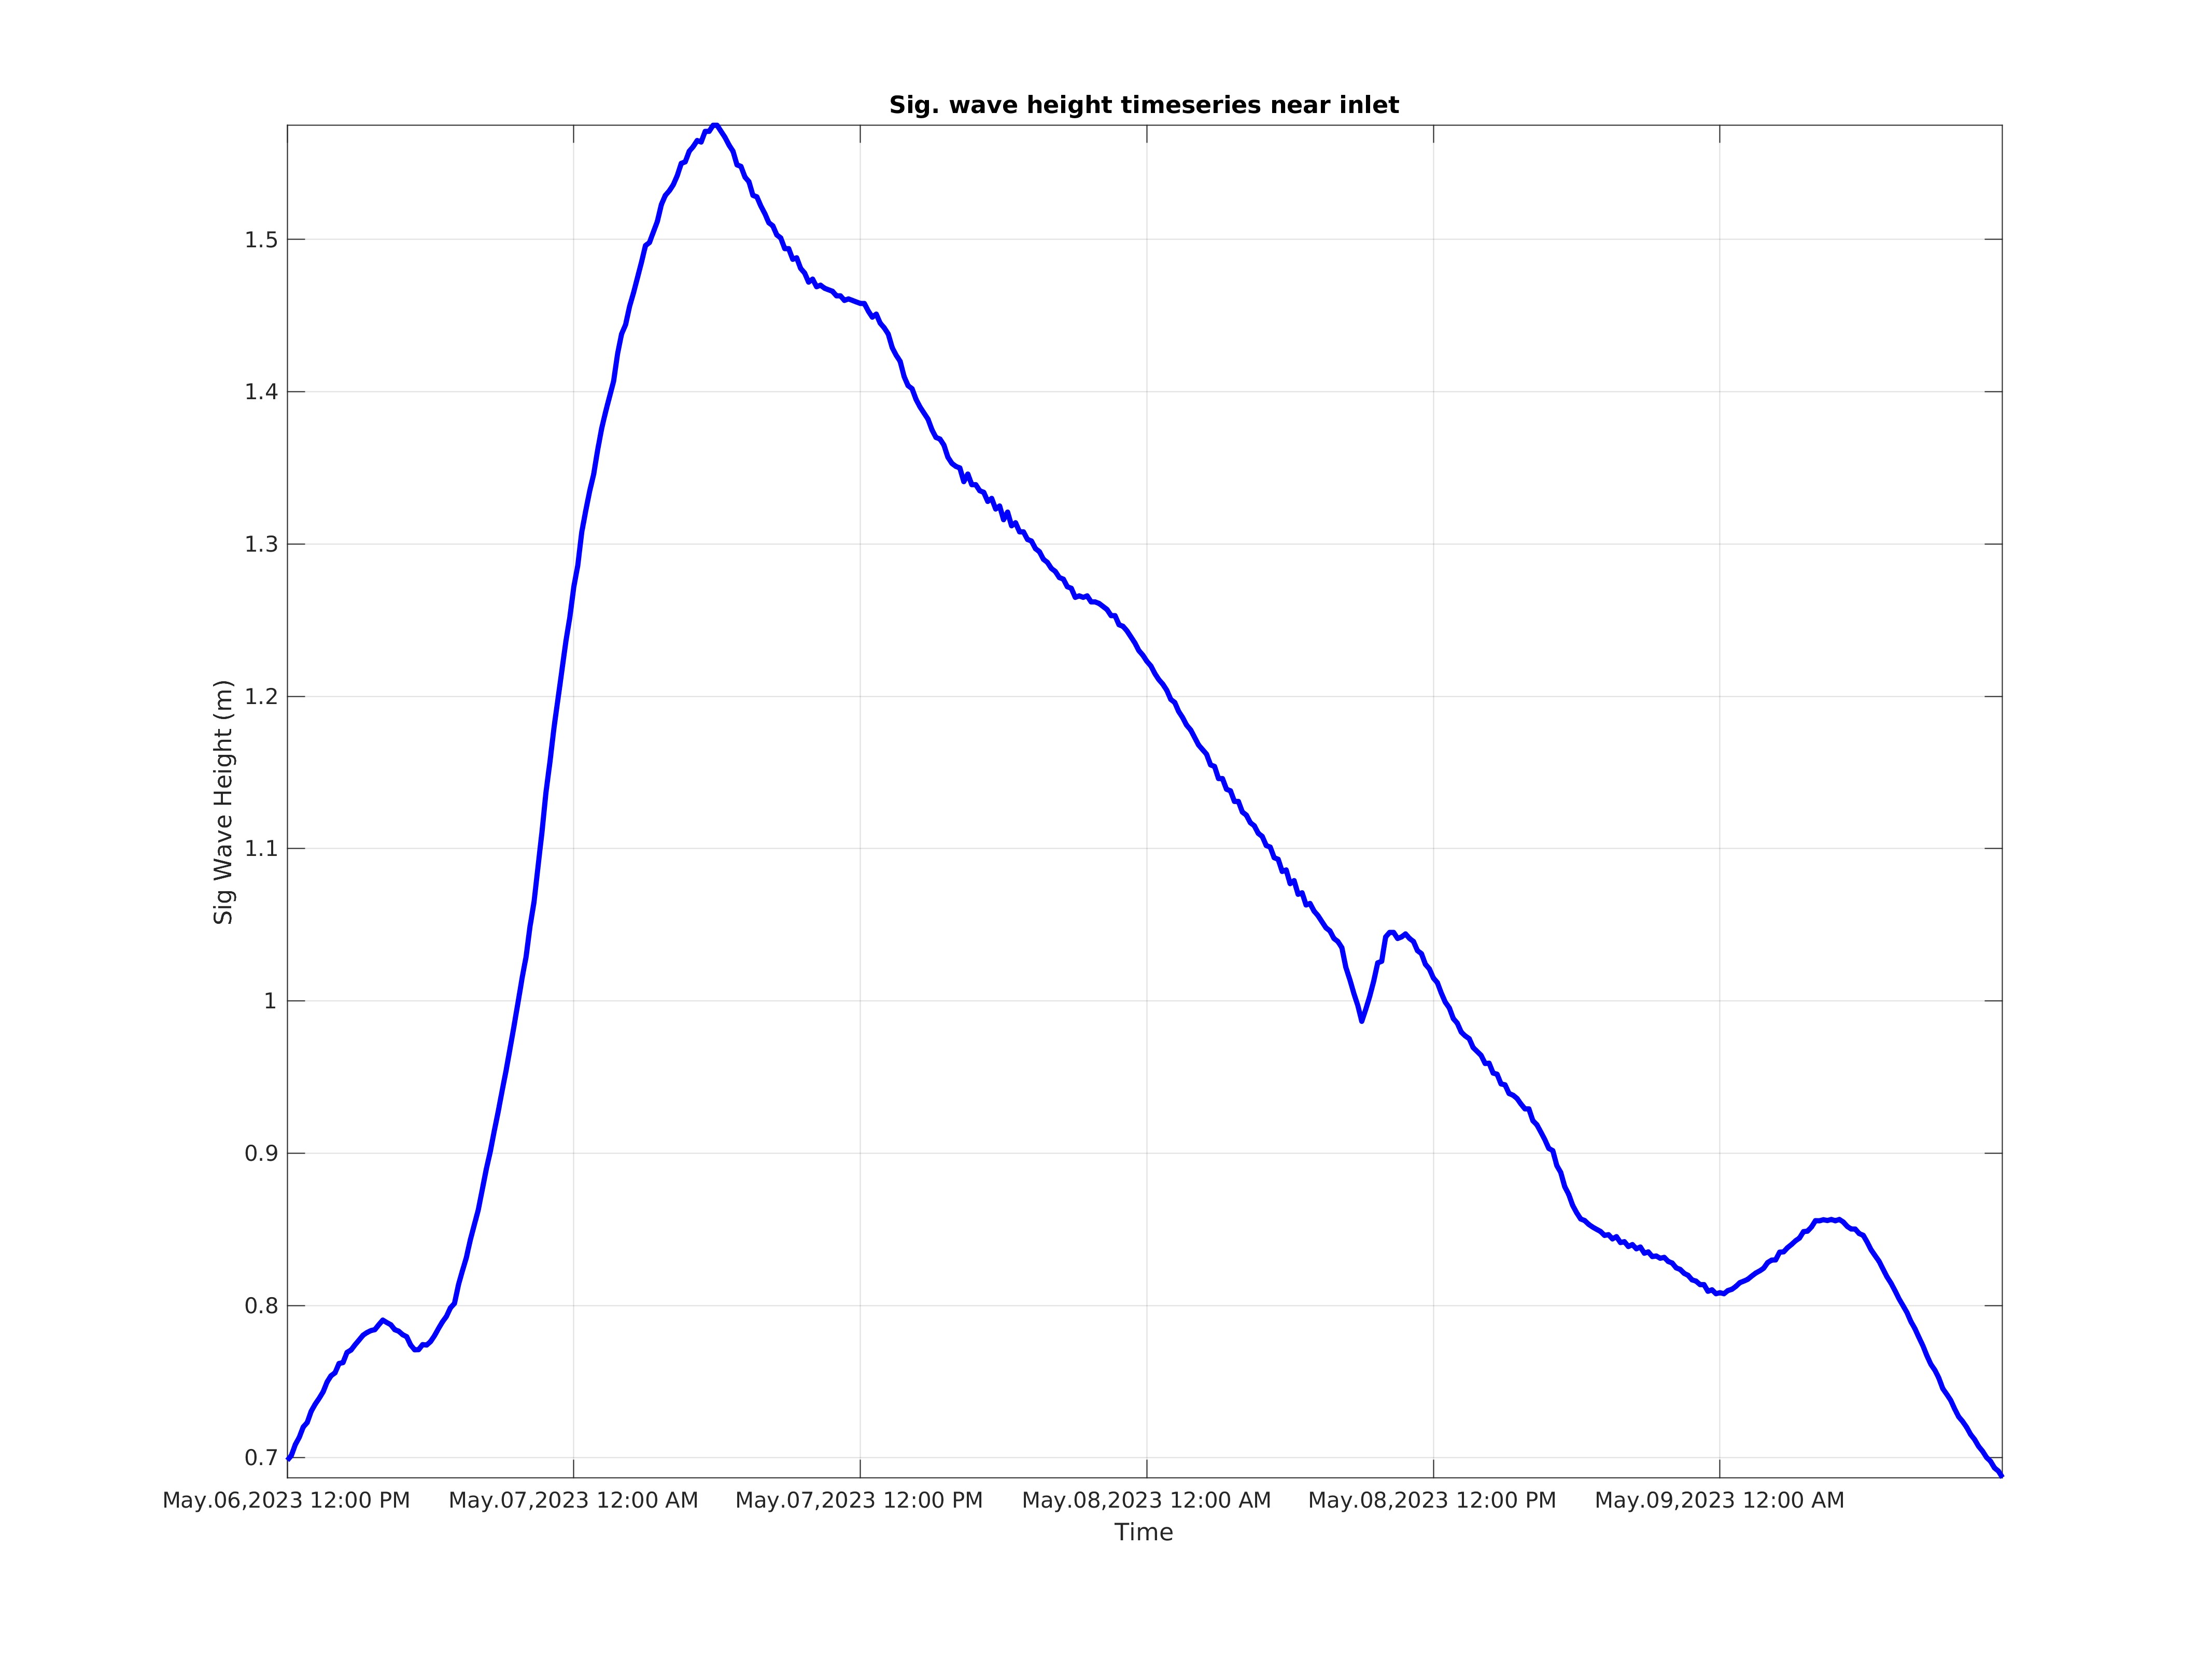 Sig. wave height timeseries near inlet
1.5
1.4
1.3
1.2
1.1
1
0.9
0.8
0.7
Sig Wave Height (m)
May.06,2023 12:00 PM May.07,2023 12:00 AM May.07,2023 12:00 PM May.08,2023 12:00 AM May.08,2023 12:00 PM May.09,2023 12:00 AM
Time